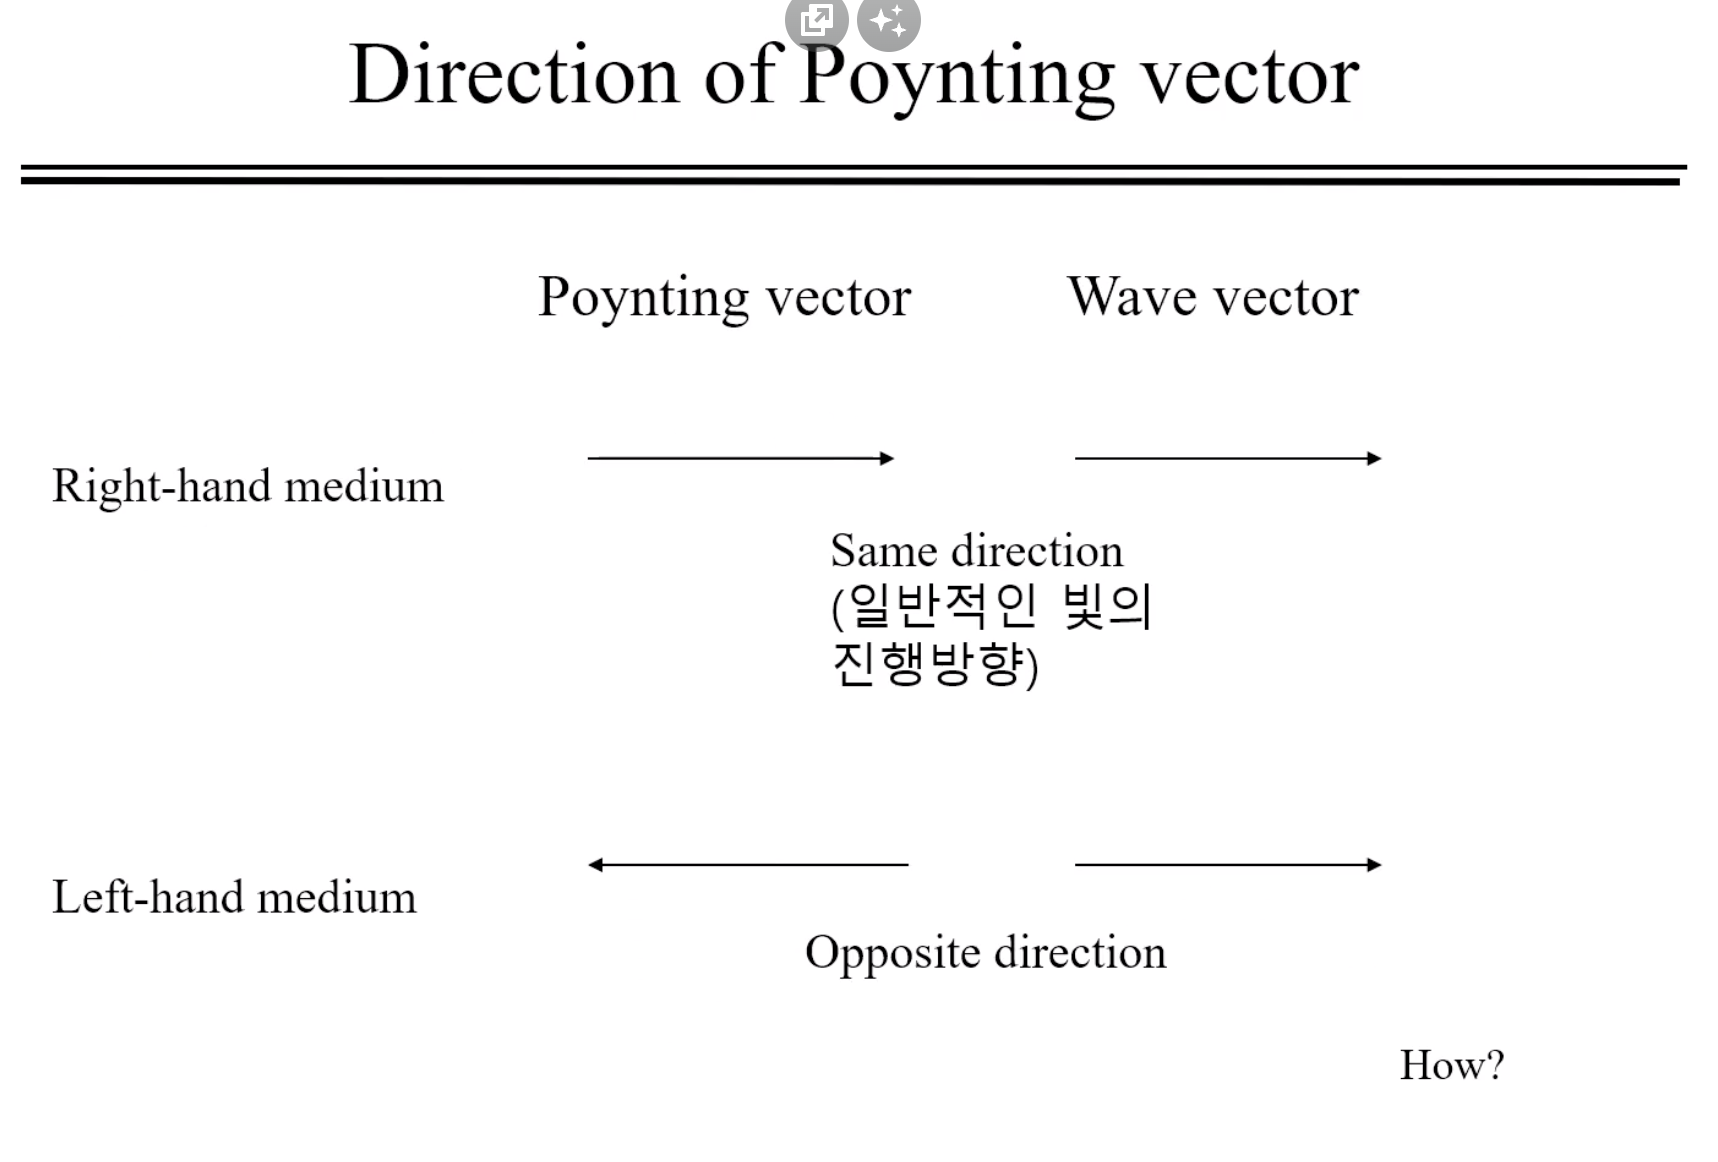 Direction of Poynting vector
Poynting vector
Wave vector
Right-hand medium
Same direction
(일반적인 빛의
진행방향)
Left-hand medium
Opposite direction
How?